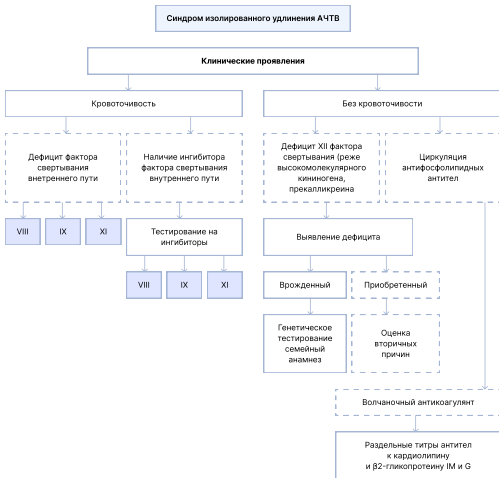 Синдром изолированного удлинения АЧТВ
Клинические проявления
Кровоточивость
Без кровоточивости
Дефицит фактора
свертывания
внетреннего пути
Наличие ингибитора
фактора свертывания
внутреннего пути
Дефицит XII фактора
свертывания (реже
высокомолекулярного
кининогена,
прекалликреина
Циркуляция
антифосфолипидных
антител
VIII
IX
XI
Тестирование на
ингибиторы
Выявление дефицита
VIII
IX
XI
Врожденный
Приобретенный
Генетическое
тестирование
семейный
анамнез
Оценка
вторичных
причин
Волчаночный антикоагулянт
Раздельные титры антител
к кардиолипину
и β2-гликопротеину IM и G